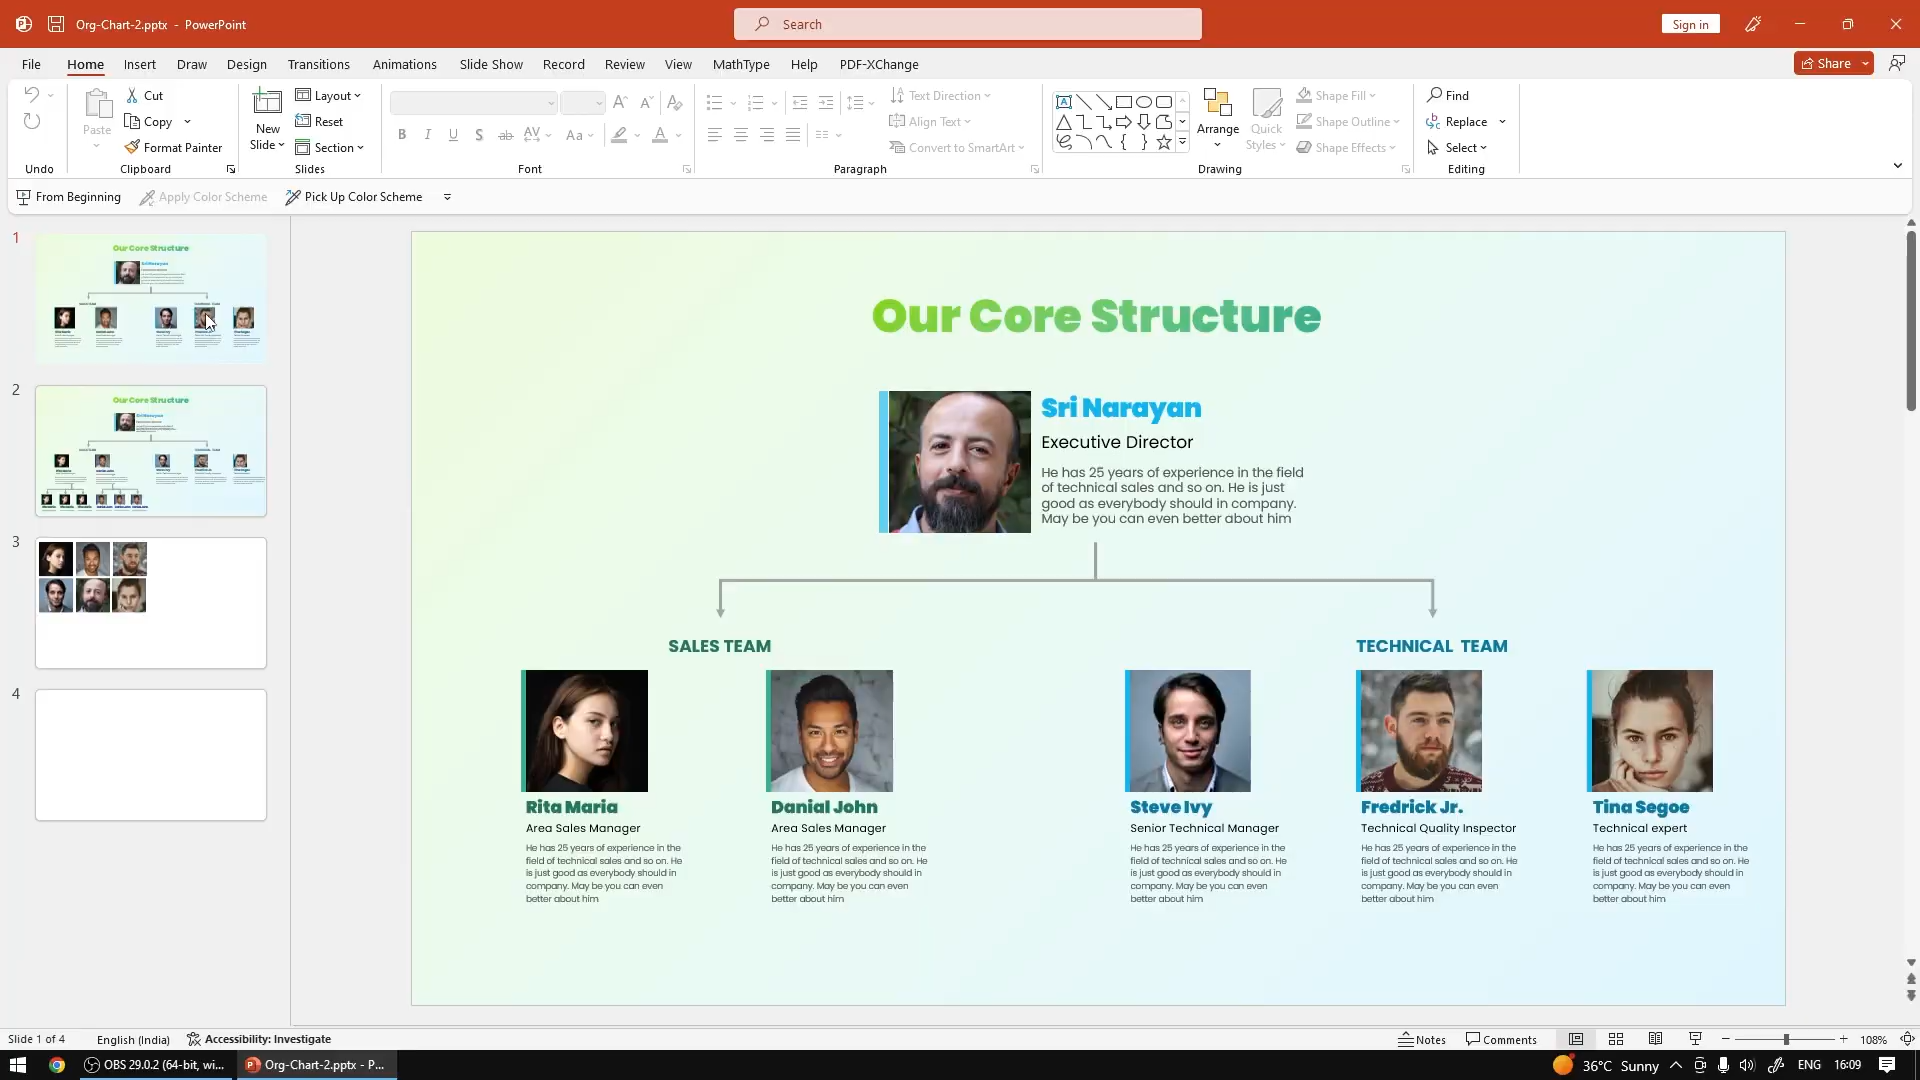 Org-Chart-2.pptx - PowerPoint
Search
Sign in
File Home Insert Draw Design Transitions Animations Slide Show Record Review View MathType Help PDF-XChange
Share
Undo
Paste
Cut
Copy
Format Painter
Clipboard
New Slide
Layout
Reset
Section
Slides
B I U S ab AV Aa A
Font
Text Direction
Align Text
Convert to SmartArt
Paragraph
Arrange
Quick Styles
Shape Fill
Shape Outline
Shape Effects
Drawing
Find
Replace
Select
Editing
From Beginning Apply Color Scheme Pick Up Color Scheme
1
Our Core Structure
2
Our Core Structure
3
4
Our Core Structure
Sri Narayan
Executive Director
He has 25 years of experience in the field
of technical sales and so on. He is just
good as everybody should in company.
May be you can even better about him
SALES TEAM
TECHNICAL TEAM
Rita Maria
Area Sales Manager
He has 25 years of experience in the
field of technical sales and so on. He
is just good as everybody should in
company. May be you can even
better about him
Danial John
Area Sales Manager
He has 25 years of experience in the
field of technical sales and so on. He
is just good as everybody should in
company. May be you can even
better about him
Steve Ivy
Senior Technical Manager
He has 25 years of experience in the
field of technical sales and so on. He
is just good as everybody should in
company. May be you can even
better about him
Fredrick Jr.
Technical Quality Inspector
He has 25 years of experience in the
field of technical sales and so on. He
is just good as everybody should in
company. May be you can even
better about him
Tina Segoe
Technical expert
He has 25 years of experience in the
field of technical sales and so on. He
is just good as everybody should in
company. May be you can even
better about him
Slide 1 of 4 English (India) Accessibility: Investigate
Notes Comments 108%
OBS 29.0.2 (64-bit, wi... Org-Chart-2.pptx - P...
36°C Sunny ENG 16:09